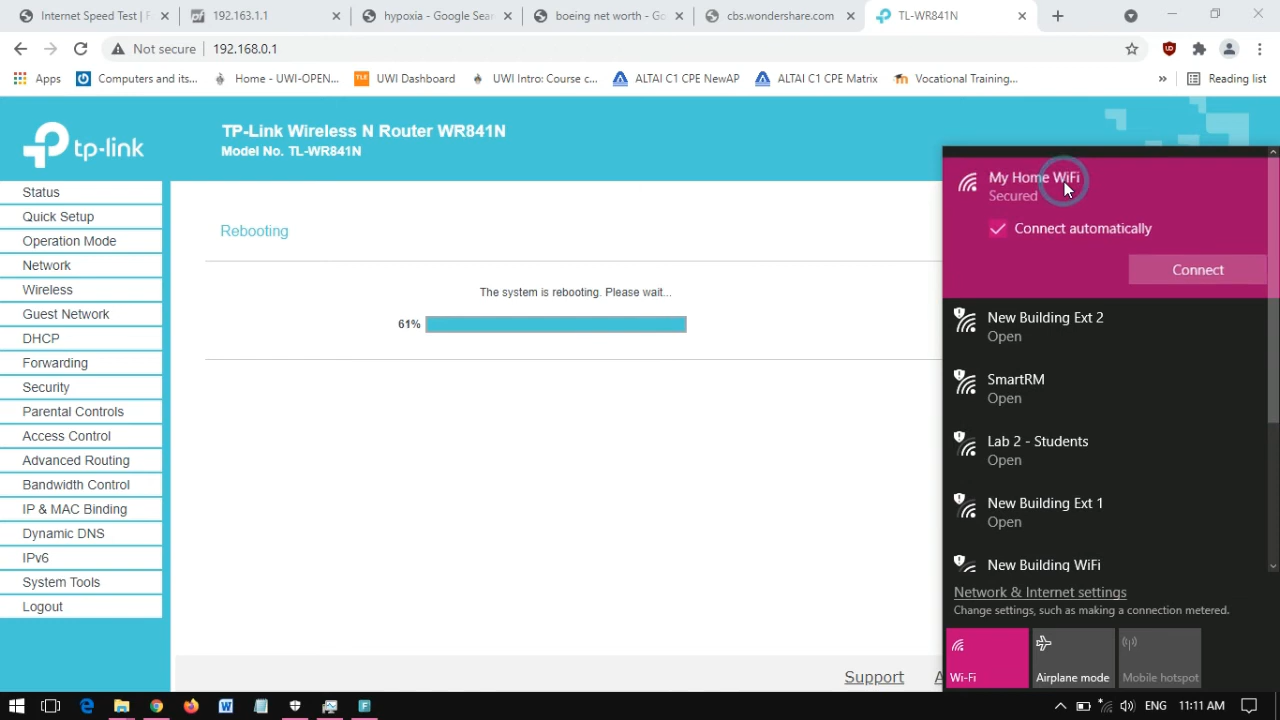 Internet Speed Test | F
192.163.1.1
hypoxia - Google Sear
boeing net worth - Go
cbs.wondershare.com
TL-WR841N
Not secure
192.168.0.1
Apps
Computers and its...
Home - UWI-OPEN...
TLE
UWI Dashboard
UWI Intro: Course c...
ALTAI C1 CPE NewAP
ALTAI C1 CPE Matrix
Vocational Training...
»
Reading list
tp-link
TP-Link Wireless N Router WR841N
Model No. TL-WR841N
Status
Quick Setup
Operation Mode
Network
Wireless
Guest Network
DHCP
Forwarding
Security
Parental Controls
Access Control
Advanced Routing
Bandwidth Control
IP & MAC Binding
Dynamic DNS
IPv6
System Tools
Logout
Rebooting
The system is rebooting. Please wait...
61%
Support
A
My Home WiFi
Secured
Connect automatically
Connect
New Building Ext 2
Open
SmartRM
Open
Lab 2 - Students
Open
New Building Ext 1
Open
New Building WiFi
Network & Internet settings
Change settings, such as making a connection metered.
Wi-Fi
Airplane mode
Mobile hotspot
ENG
11:11 AM